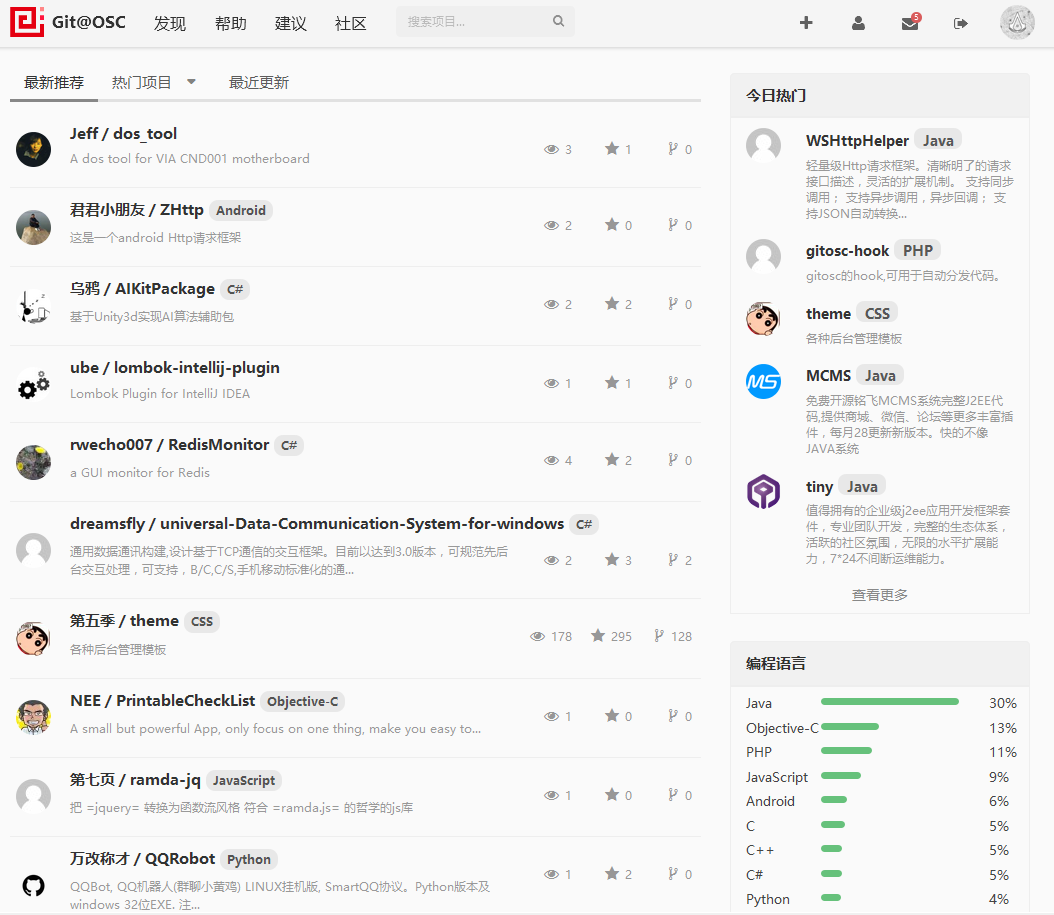 Git@OSC 发现 帮助 建议 社区 搜索项目... 5
最新推荐 热门项目 最近更新
Jeff / dos_tool
A dos tool for VIA CND001 motherboard
3 1 0
君君小朋友 / ZHttp Android
这是一个android Http请求框架
2 0 0
乌鸦 / AIKitPackage C#
基于Unity3d实现AI算法辅助包
2 2 0
ube / lombok-intellij-plugin
Lombok Plugin for IntelliJ IDEA
1 1 0
rwecho007 / RedisMonitor C#
a GUI monitor for Redis
4 2 0
dreamsfly / universal-Data-Communication-System-for-windows C#
通用数据通讯构建,设计基于TCP通信的交互框架。目前以达到3.0版本，可规范先后
台交互处理，可支持，B/C,C/S,手机移动标准化的通...
2 3 2
第五季 / theme CSS
各种后台管理模板
178 295 128
NEE / PrintableCheckList Objective-C
A small but powerful App, only focus on one thing, make you easy to...
1 0 0
第七页 / ramda-jq JavaScript
把 =jquery= 转换为函数流风格 符合 =ramda.js= 的哲学的js库
1 0 0
万改称才 / QQRobot Python
QQBot, QQ机器人(群聊小黄鸡) LINUX挂机版, SmartQQ协议。Python版本及
windows 32位EXE. 注...
1 2 0
今日热门
WSHttpHelper Java
轻量级Http请求框架。清晰明了的请求
接口描述，灵活的扩展机制。 支持同步
调用； 支持异步调用，异步回调； 支
持JSON自动转换...
gitosc-hook PHP
gitosc的hook,可用于自动分发代码。
theme CSS
各种后台管理模板
MS
MCMS Java
免费开源铭飞MCMS系统完整J2EE代
码,提供商城、微信、论坛等更多丰富插
件，每月28更新新版本。快的不像
JAVA系统
tiny Java
值得拥有的企业级j2ee应用开发框架套
件，专业团队开发，完整的生态体系，
活跃的社区氛围，无限的水平扩展能
力，7*24不间断运维能力。
查看更多
编程语言
Java 30%
Objective-C 13%
PHP 11%
JavaScript 9%
Android 6%
C 5%
C++ 5%
C# 5%
Python 4%